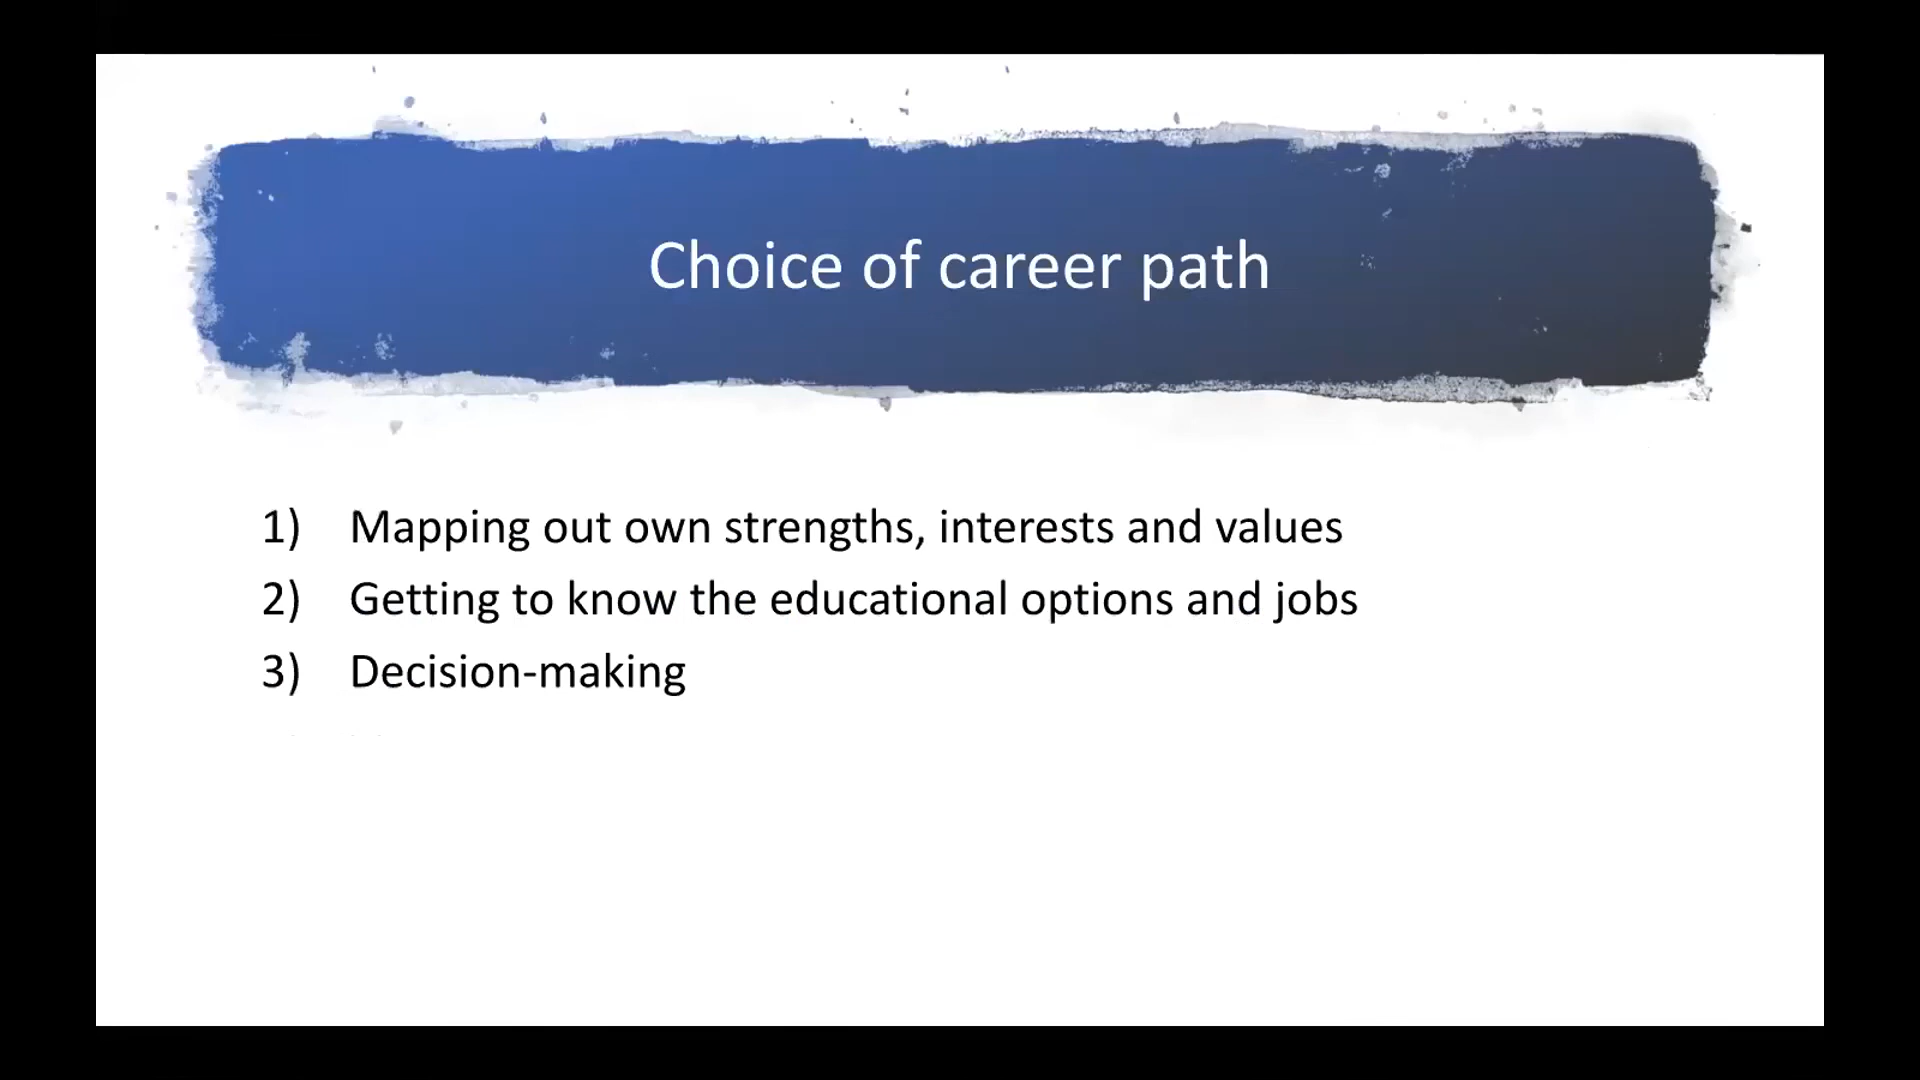 Choice of career path
1) Mapping out own strengths, interests and values
2) Getting to know the educational options and jobs
3) Decision-making